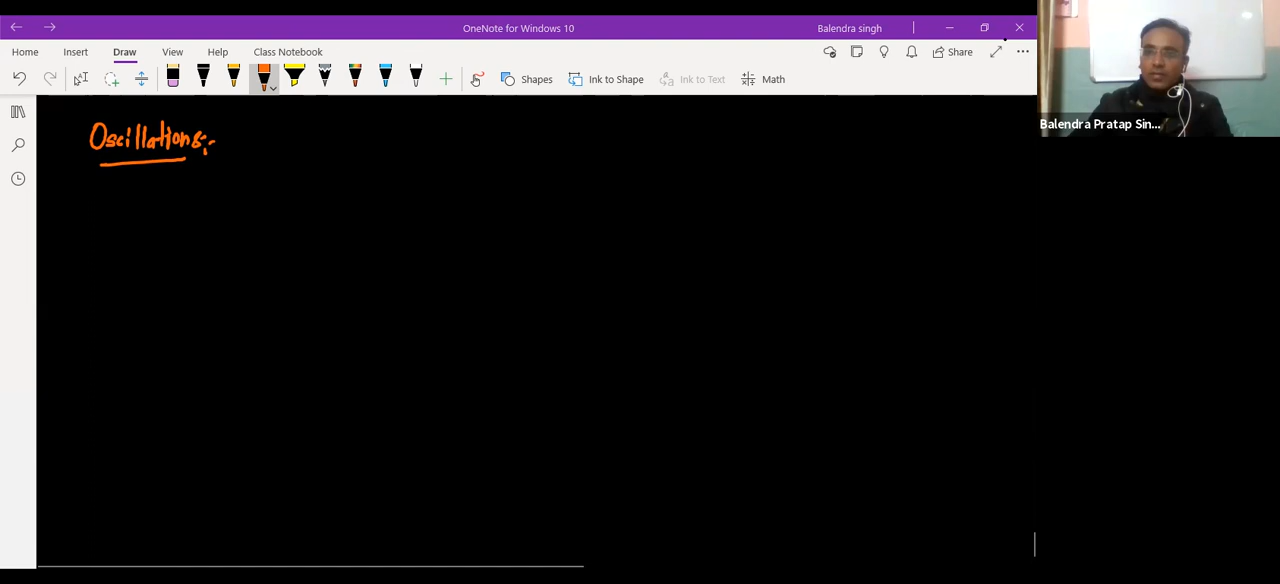 OneNote for Windows 10
Balendra singh
Home Insert Draw View Help Class Notebook Share
Shapes Ink to Shape Ink to Text Math
Balendra Pratap Sin...
Oscillations:-